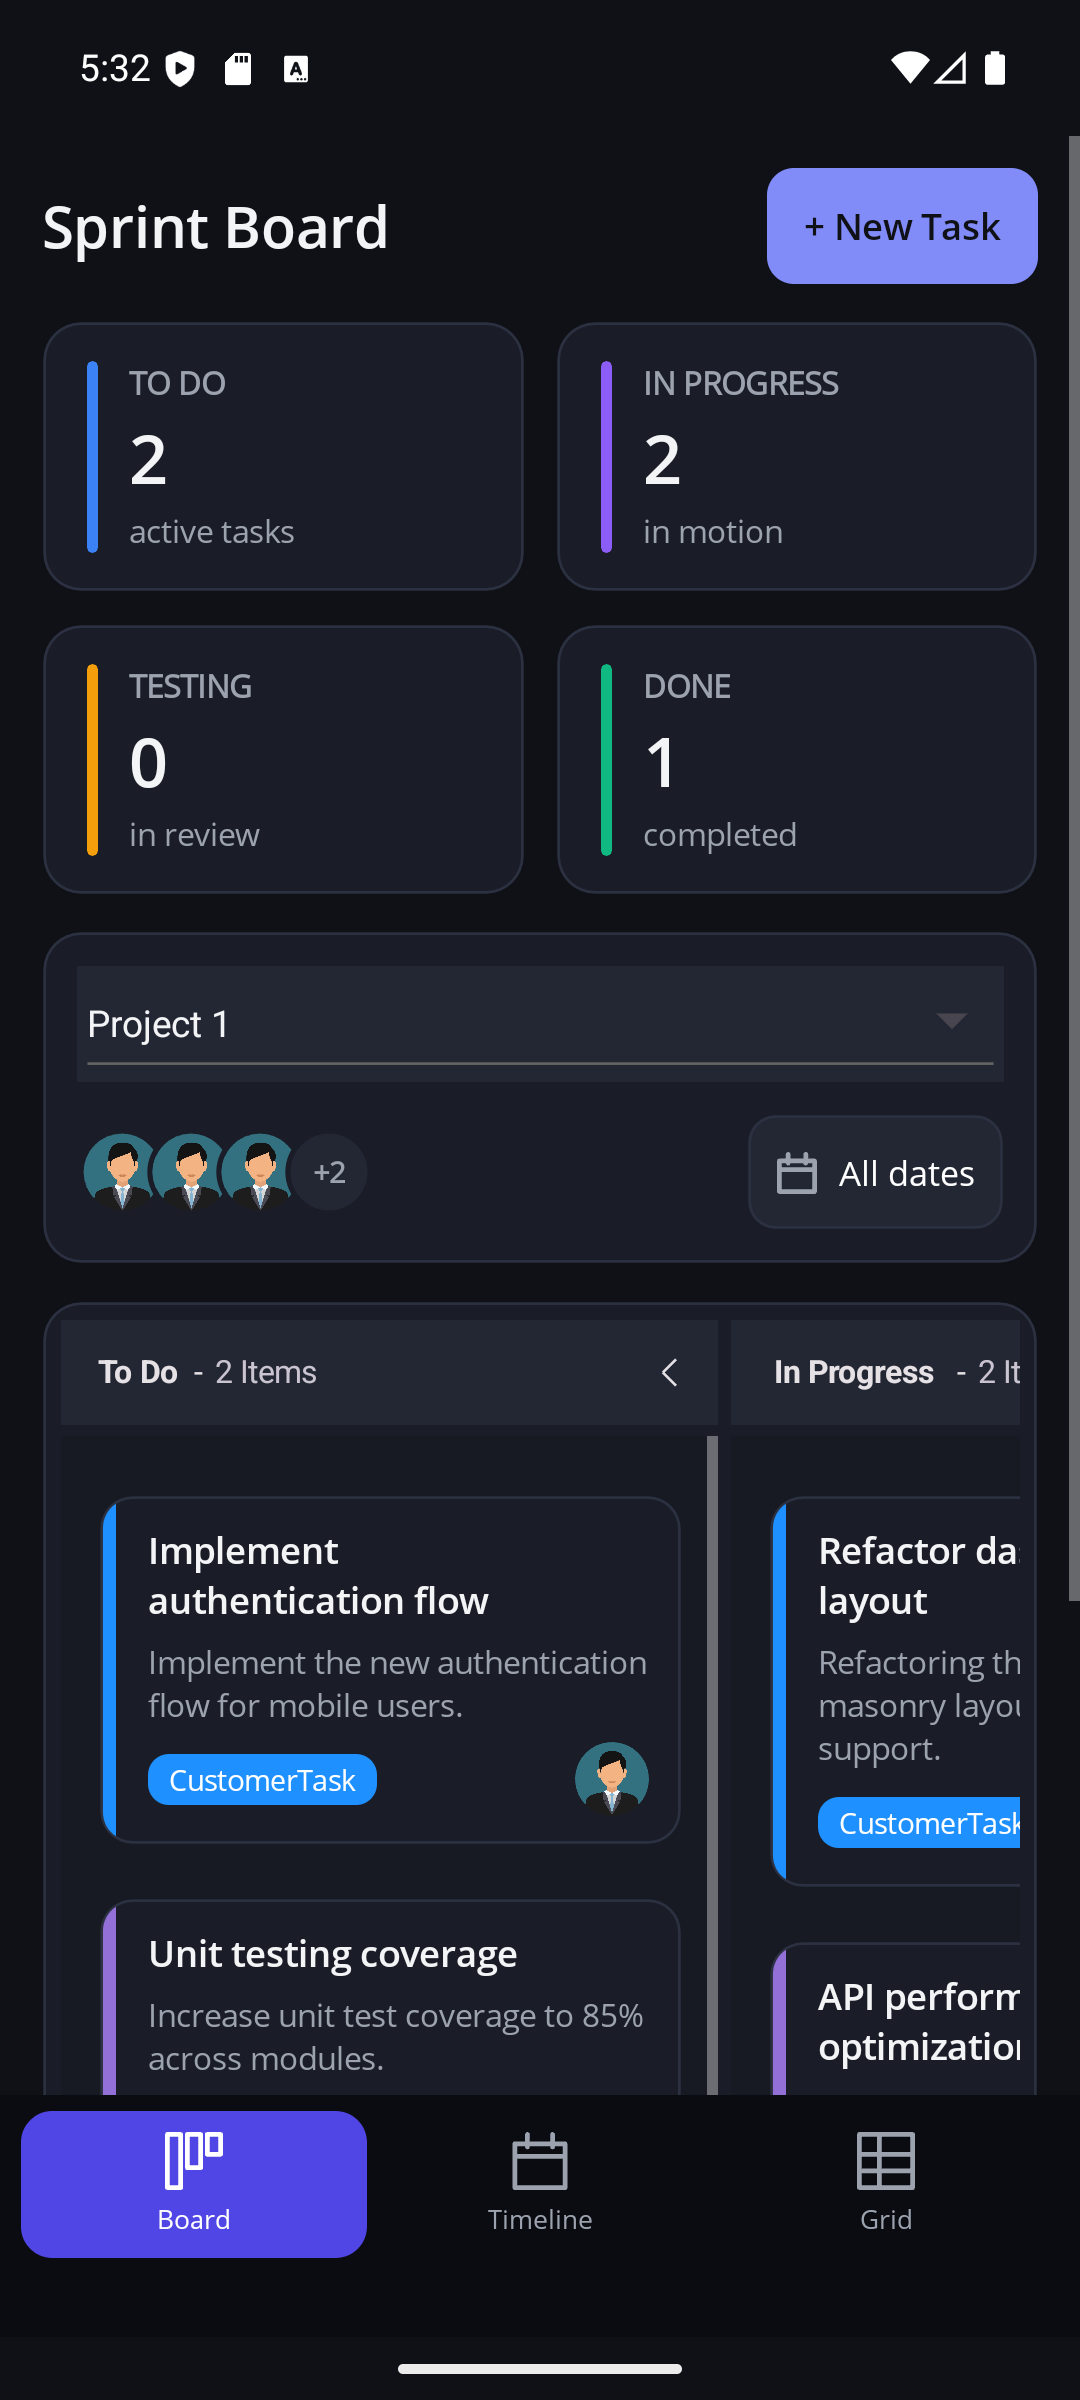 5:32
Sprint Board
+ New Task
TO DO
2
active tasks
IN PROGRESS
2
in motion
TESTING
0
in review
DONE
1
completed
Project 1
+2
All dates
To Do - 2 Items
In Progress - 2 It
Implement
authentication flow
Implement the new authentication
flow for mobile users.
CustomerTask
Refactor da
layout
Refactoring th
masonry layou
support.
CustomerTask
Unit testing coverage
Increase unit test coverage to 85%
across modules.
API perform
optimization
Board
Timeline
Grid